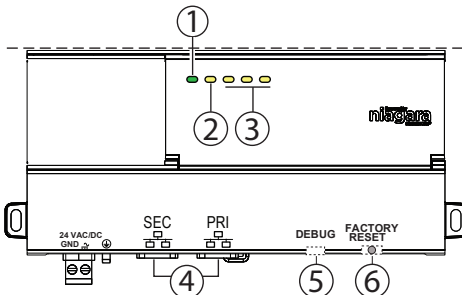 1
2
3
niagara
24 VAC/DC
GND
SEC
PRI
DEBUG
FACTORY
RESET
4
5
6